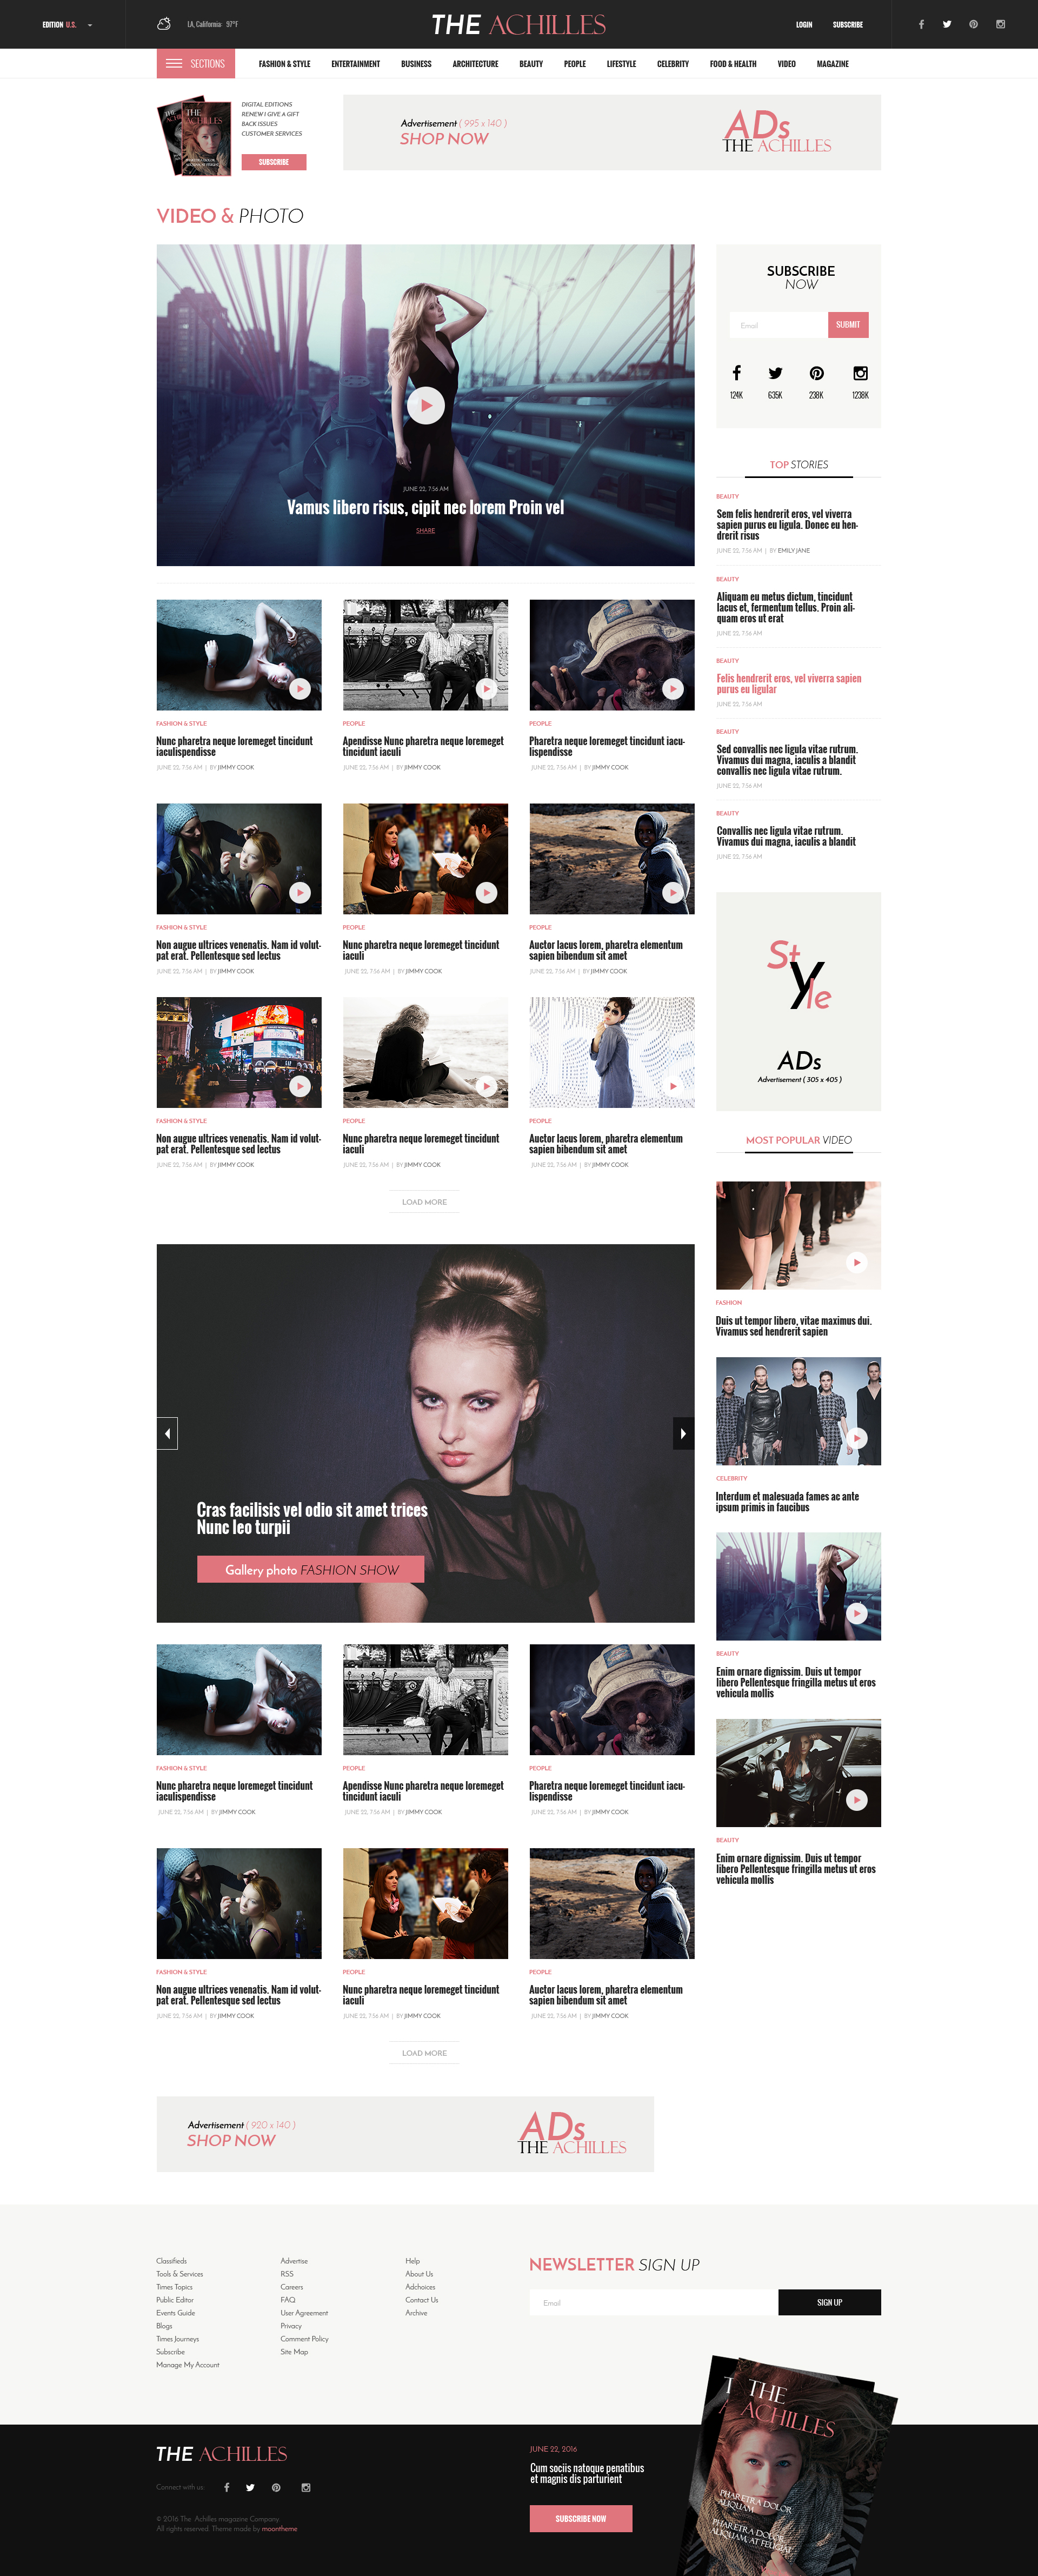 EDITION U.S.
LA, California: 97°F
THE ACHILLES
LOGIN
SUBSCRIBE
SECTIONS
FASHION & STYLE
ENTERTAINMENT
BUSINESS
ARCHITECTURE
BEAUTY
PEOPLE
LIFESTYLE
CELEBRITY
FOOD & HEALTH
VIDEO
MAGAZINE
THE
ACHILLES
DIGITAL EDITIONS
RENEW I GIVE A GIFT
BACK ISSUES
CUSTOMER SERVICES
SUBSCRIBE
Advertisement ( 995 x 140 )
SHOP NOW
ADs
THE ACHILLES
VIDEO & PHOTO
JUNE 22, 7:56 AM
Vamus libero risus, cipit nec lorem Proin vel
SHARE
FASHION & STYLE
Nunc pharetra neque loremeget tincidunt
iaculispendisse
JUNE 22, 7:56 AM | BY JIMMY COOK
PEOPLE
Apendisse Nunc pharetra neque loremeget
tincidunt iaculi
JUNE 22, 7:56 AM | BY JIMMY COOK
PEOPLE
Pharetra neque loremeget tincidunt iacu-
lispendisse
JUNE 22, 7:56 AM | BY JIMMY COOK
FASHION & STYLE
Non augue ultrices venenatis. Nam id volut-
pat erat. Pellentesque sed lectus
JUNE 22, 7:56 AM | BY JIMMY COOK
PEOPLE
Nunc pharetra neque loremeget tincidunt
iaculi
JUNE 22, 7:56 AM | BY JIMMY COOK
PEOPLE
Auctor lacus lorem, pharetra elementum
sapien bibendum sit amet
JUNE 22, 7:56 AM | BY JIMMY COOK
FASHION & STYLE
Non augue ultrices venenatis. Nam id volut-
pat erat. Pellentesque sed lectus
JUNE 22, 7:56 AM | BY JIMMY COOK
PEOPLE
Nunc pharetra neque loremeget tincidunt
iaculi
JUNE 22, 7:56 AM | BY JIMMY COOK
PEOPLE
Auctor lacus lorem, pharetra elementum
sapien bibendum sit amet
JUNE 22, 7:56 AM | BY JIMMY COOK
LOAD MORE
Cras facilisis vel odio sit amet trices
Nunc leo turpii
Gallery photo FASHION SHOW
FASHION & STYLE
Nunc pharetra neque loremeget tincidunt
iaculispendisse
JUNE 22, 7:56 AM | BY JIMMY COOK
PEOPLE
Apendisse Nunc pharetra neque loremeget
tincidunt iaculi
JUNE 22, 7:56 AM | BY JIMMY COOK
PEOPLE
Pharetra neque loremeget tincidunt iacu-
lispendisse
JUNE 22, 7:56 AM | BY JIMMY COOK
FASHION & STYLE
Non augue ultrices venenatis. Nam id volut-
pat erat. Pellentesque sed lectus
JUNE 22, 7:56 AM | BY JIMMY COOK
PEOPLE
Nunc pharetra neque loremeget tincidunt
iaculi
JUNE 22, 7:56 AM | BY JIMMY COOK
PEOPLE
Auctor lacus lorem, pharetra elementum
sapien bibendum sit amet
JUNE 22, 7:56 AM | BY JIMMY COOK
LOAD MORE
Advertisement ( 920 x 140 )
SHOP NOW
ADs
THE ACHILLES
SUBSCRIBE
NOW
Email
SUBMIT
124K
635K
238K
1238K
TOP STORIES
BEAUTY
Sem felis hendrerit eros, vel viverra
sapien purus eu ligula. Donec eu hen-
drerit risus
JUNE 22, 7:56 AM | BY EMILY JANE
BEAUTY
Aliquam eu metus dictum, tincidunt
lacus et, fermentum tellus. Proin ali-
quam eros ut erat
JUNE 22, 7:56 AM
BEAUTY
Felis hendrerit eros, vel viverra sapien
purus eu ligular
JUNE 22, 7:56 AM
BEAUTY
Sed convallis nec ligula vitae rutrum.
Vivamus dui magna, iaculis a blandit
convallis nec ligula vitae rutrum.
JUNE 22, 7:56 AM
BEAUTY
Convallis nec ligula vitae rutrum.
Vivamus dui magna, iaculis a blandit
JUNE 22, 7:56 AM
Style
ADs
Advertisement ( 305 x 405 )
MOST POPULAR VIDEO
FASHION
Duis ut tempor libero, vitae maximus dui.
Vivamus sed hendrerit sapien
CELEBRITY
Interdum et malesuada fames ac ante
ipsum primis in faucibus
BEAUTY
Enim ornare dignissim. Duis ut tempor
libero Pellentesque fringilla metus ut eros
vehicula mollis
BEAUTY
Enim ornare dignissim. Duis ut tempor
libero Pellentesque fringilla metus ut eros
vehicula mollis
Classifieds
Tools & Services
Times Topics
Public Editor
Events Guide
Blogs
Times Journeys
Subscribe
Manage My Account
Advertise
RSS
Careers
FAQ
User Agreement
Privacy
Comment Policy
Site Map
Help
About Us
Adchoices
Contact Us
Archive
NEWSLETTER SIGN UP
Email
SIGN UP
THE ACHILLES
Connect with us
© 2016 The Achilles magazine Company.
All rights reserved. Theme made by moontheme
JUNE 22, 2016
Cum sociis natoque penatibus
et magnis dis parturient
SUBSCRIBE NOW
THE
ACHILLES
PHARETRA DOLOR
ALIQUAM
PHARETRA DOLOR
ALIQUAM, AT FEUGIAT